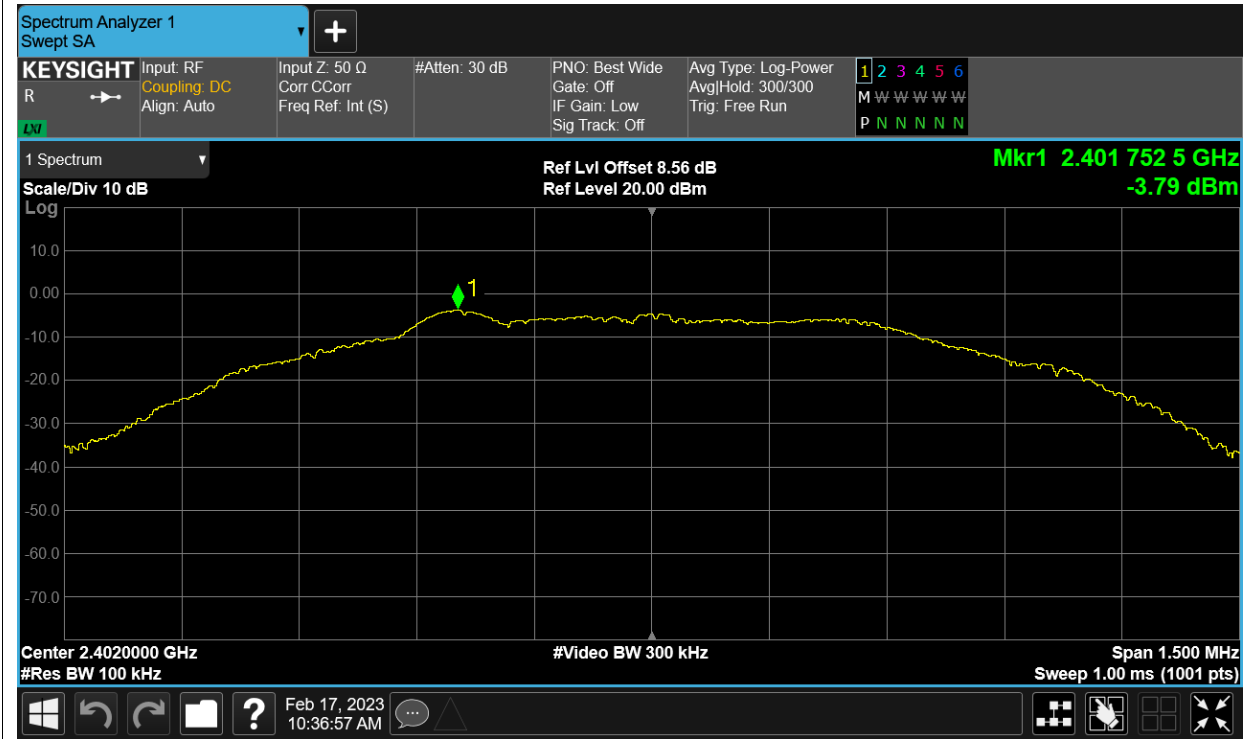 Spectrum Analyzer 1
Swept SA
KEYSIGHT
R
LXI
Input: RF
Coupling: DC
Align: Auto
Input Z: 50 Ω
Corr CCorr
Freq Ref: Int (S)
#Atten: 30 dB
PNO: Best Wide
Gate: Off
IF Gain: Low
Sig Track: Off
Avg Type: Log-Power
Avg|Hold: 300/300
Trig: Free Run
1 2 3 4 5 6
M W W W W W
P N N N N N
1 Spectrum
Scale/Div 10 dB
Ref Lvl Offset 8.56 dB
Ref Level 20.00 dBm
Mkr1 2.401 752 5 GHz
-3.79 dBm
Log
10.0
0.00
-10.0
-20.0
-30.0
-40.0
-50.0
-60.0
-70.0
1
Center 2.4020000 GHz
#Res BW 100 kHz
#Video BW 300 kHz
Span 1.500 MHz
Sweep 1.00 ms (1001 pts)
?
Feb 17, 2023
10:36:57 AM